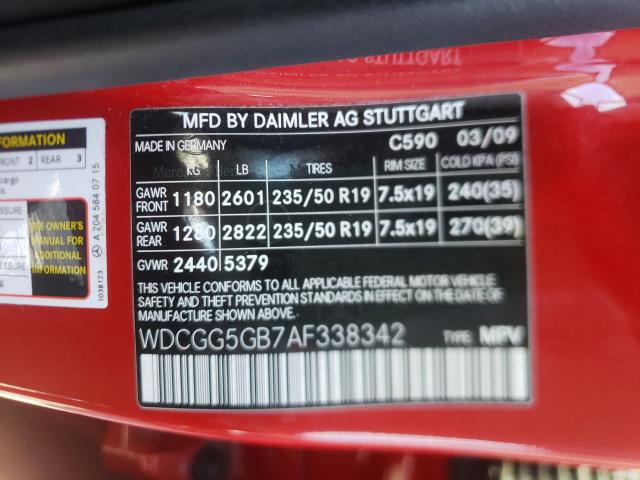 MFD BY DAIMLER AG STUTTGART
MADE IN GERMANY C590 03/09
KG LB TIRES RIM SIZE COLD KPA (PSI)
GAWR FRONT 1180 2601 235/50 R19 7.5x19 240(35)
GAWR REAR 1280 2822 235/50 R19 7.5x19 270(39)
GVWR 2440 5379
THIS VEHICLE CONFORMS TO ALL APPLICABLE FEDERAL MOTOR VEHICLE
SAFETY AND THEFT PREVENTION STANDARDS IN EFFECT ON THE DATE OF
MANUFACTURE SHOWN ABOVE.
WDCGG5GB7AF338342 TYPE: MPV
FORMATION
FRONT 2 REAR 3
cargo
SEE OWNER'S
MANUAL FOR
ADDITIONAL
INFORMATION
A 204 584 07 15
1038123
STUTTGART